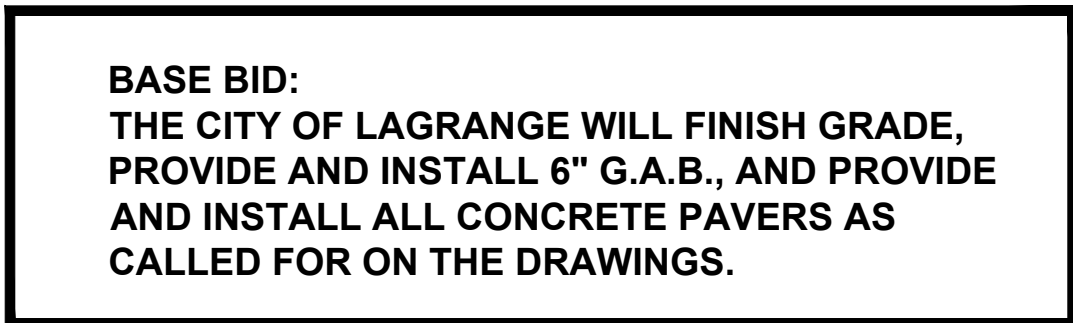 BASE BID:
THE CITY OF LAGRANGE WILL FINISH GRADE,
PROVIDE AND INSTALL 6" G.A.B., AND PROVIDE
AND INSTALL ALL CONCRETE PAVERS AS
CALLED FOR ON THE DRAWINGS.